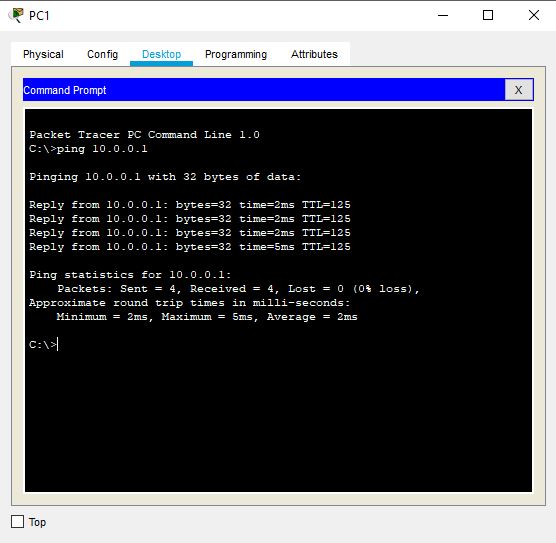 PC1
Physical Config Desktop Programming Attributes
Command Prompt X
Packet Tracer PC Command Line 1.0
C:\>ping 10.0.0.1
Pinging 10.0.0.1 with 32 bytes of data:
Reply from 10.0.0.1: bytes=32 time=2ms TTL=125
Reply from 10.0.0.1: bytes=32 time=2ms TTL=125
Reply from 10.0.0.1: bytes=32 time=2ms TTL=125
Reply from 10.0.0.1: bytes=32 time=5ms TTL=125
Ping statistics for 10.0.0.1:
Packets: Sent = 4, Received = 4, Lost = 0 (0% loss),
Approximate round trip times in milli-seconds:
Minimum = 2ms, Maximum = 5ms, Average = 2ms
C:\>
Top